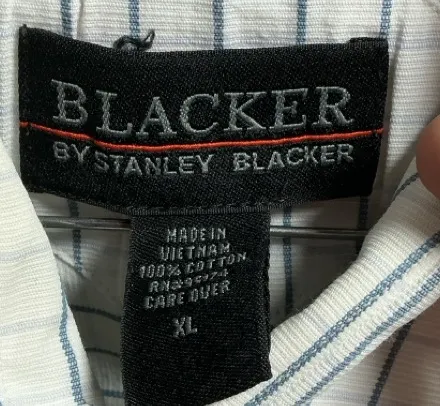 BLACKER
BY STANLEY BLACKER
MADE IN
VIETNAM
100% COTTON
CARE OVER
XL